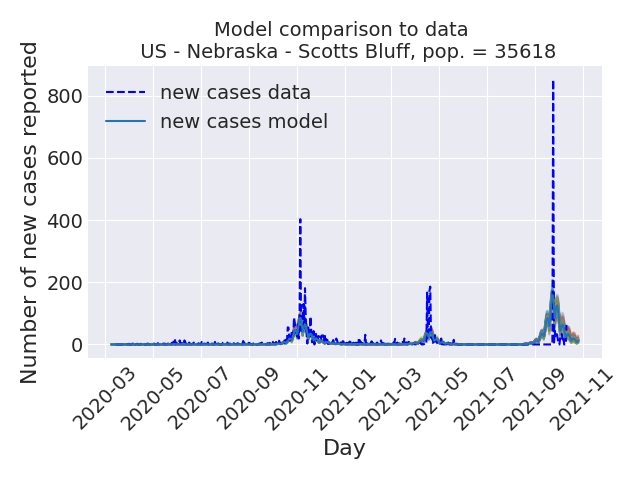 Model comparison to data
US - Nebraska - Scotts Bluff, pop. = 35618
Number of new cases reported
new cases data
new cases model
800
600
400
200
0
2020-03
2020-05
2020-07
2020-09
2020-11
2021-01
2021-03
2021-05
2021-07
2021-09
2021-11
Day